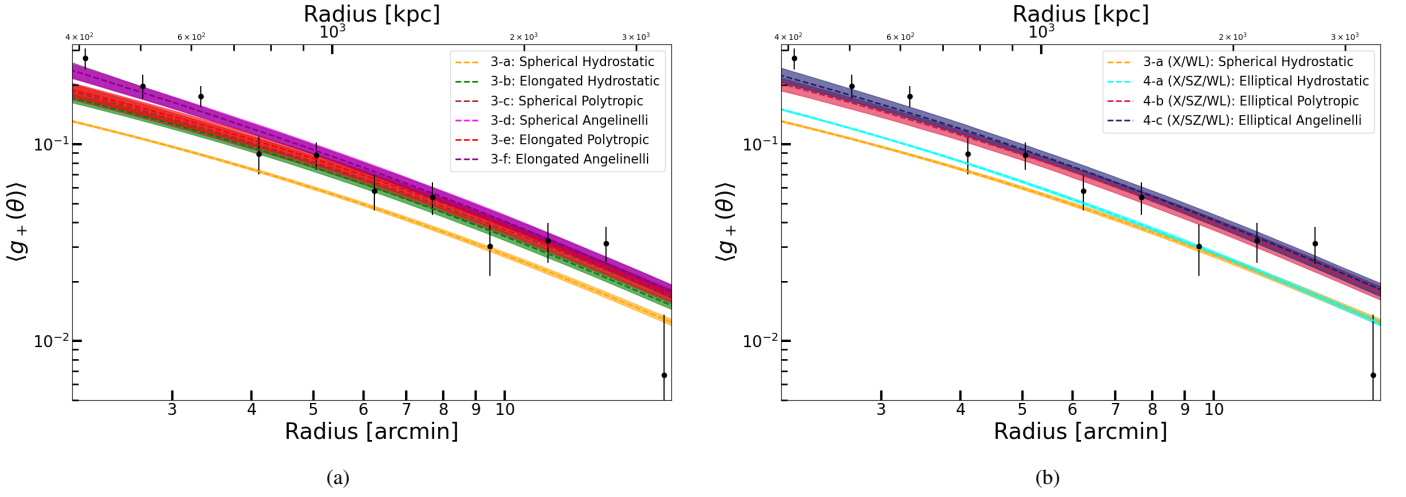 Radius [kpc]
4 × 10² 6 × 10² 10³ 2 × 10³ 3 × 10³
3-a: Spherical Hydrostatic
3-b: Elongated Hydrostatic
3-c: Spherical Polytropic
3-d: Spherical Angelinelli
3-e: Elongated Polytropic
3-f: Elongated Angelinelli
10⁻¹
10⁻²
⟨g₊(θ)⟩
3 4 5 6 7 8 9 10
Radius [arcmin]
(a)
Radius [kpc]
4 × 10² 6 × 10² 10³ 2 × 10³ 3 × 10³
3-a (X/WL): Spherical Hydrostatic
4-a (X/SZ/WL): Elliptical Hydrostatic
4-b (X/SZ/WL): Elliptical Polytropic
4-c (X/SZ/WL): Elliptical Angelinelli
10⁻¹
10⁻²
⟨g₊(θ)⟩
3 4 5 6 7 8 9 10
Radius [arcmin]
(b)